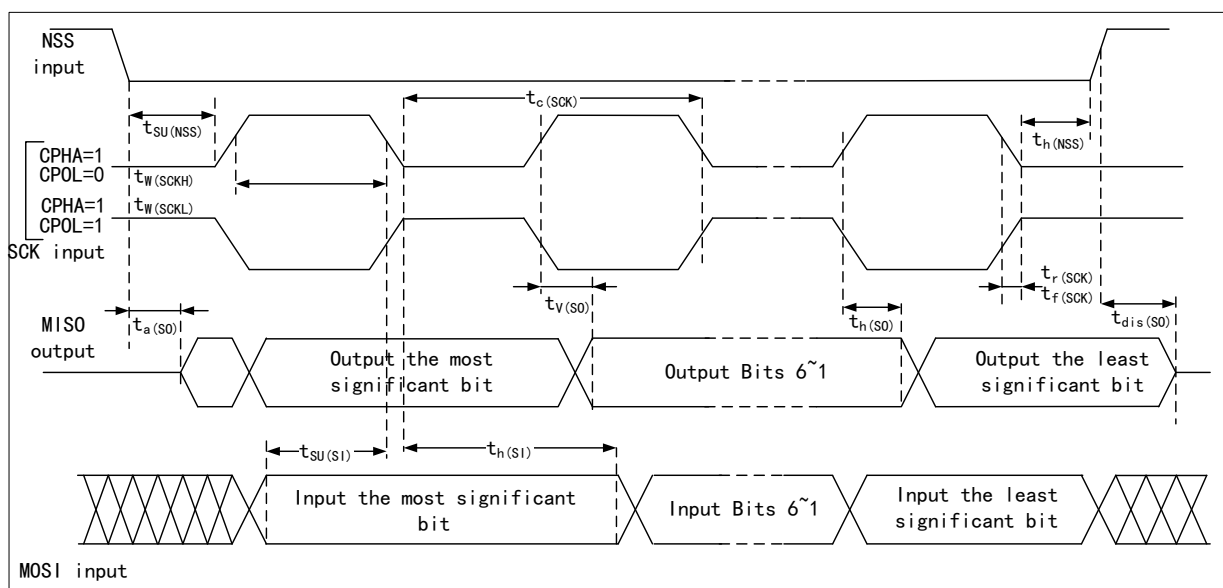 NSS
input
tc(SCK)
tSU(NSS)
th(NSS)
CPHA=1
CPOL=0
tW(SCKH)
CPHA=1
CPOL=1
tW(SCKL)
SCK input
tr(SCK)
tf(SCK)
tV(SO)
th(SO)
ta(SO)
tdis(SO)
MISO
output
Output the most
significant bit
Output Bits 6~1
Output the least
significant bit
tSU(SI)
th(SI)
Input the most significant
bit
Input Bits 6~1
Input the least
significant bit
MOSI input